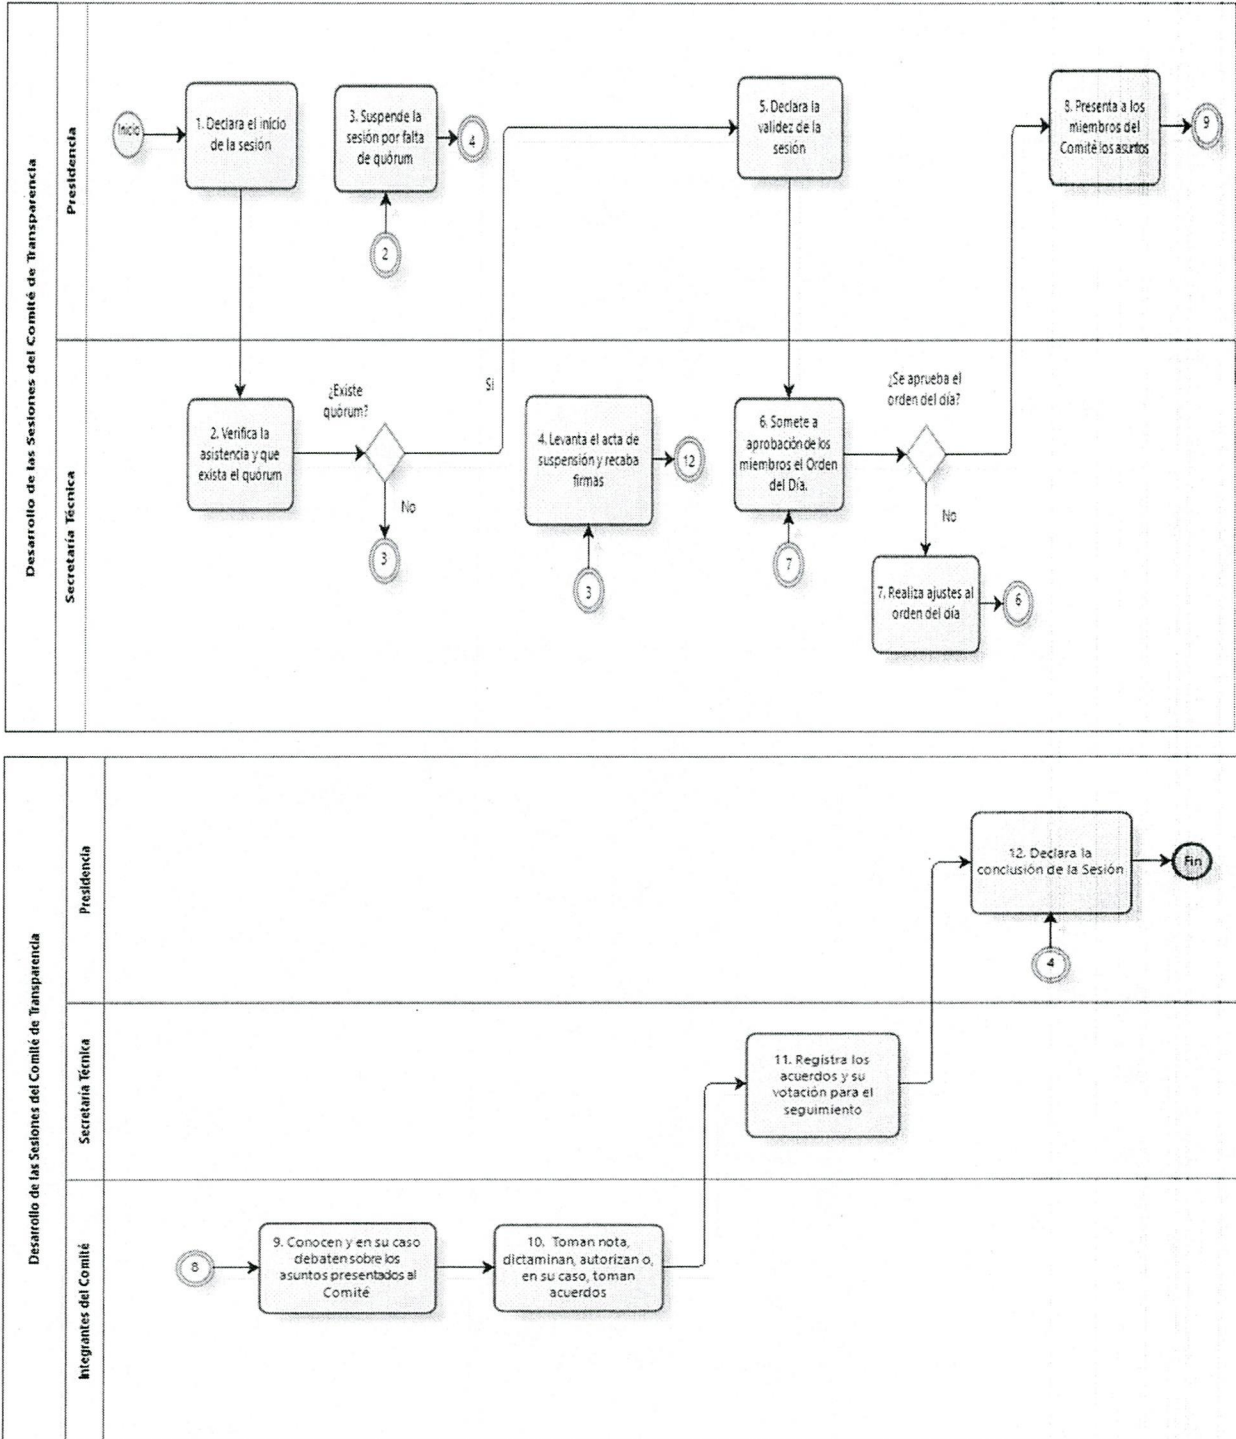 Desarrollo de las Sesiones del Comité de Transparencia
Presidencia
Inicio
1. Declara el inicio
de la sesión
3. Suspende la
sesión por falta
de quórum
4
2
5. Declara la
validez de la
sesión
8. Presenta a los
miembros del
Comité los asuntos
9
Secretaría Técnica
2. Verifica la
asistencia y que
exista el quórum
¿Existe
quórum?
Si
No
3
4. Levanta el acta de
suspensión y recaba
firmas
12
3
6. Somete a
aprobación de los
miembros el Orden
del Día.
7
¿Se aprueba el
orden del día?
No
7. Realiza ajustes al
orden del día
6
Desarrollo de las Sesiones del Comité de Transparencia
Presidencia
12. Declara la
conclusión de la Sesión
Fin
4
Secretaría Técnica
11. Registra los
acuerdos y su
votación para el
seguimiento
Integrantes del Comité
8
9. Conocen y en su caso
debaten sobre los
asuntos presentados al
Comité
10. Toman nota,
dictaminan, autorizan o,
en su caso, toman
acuerdos